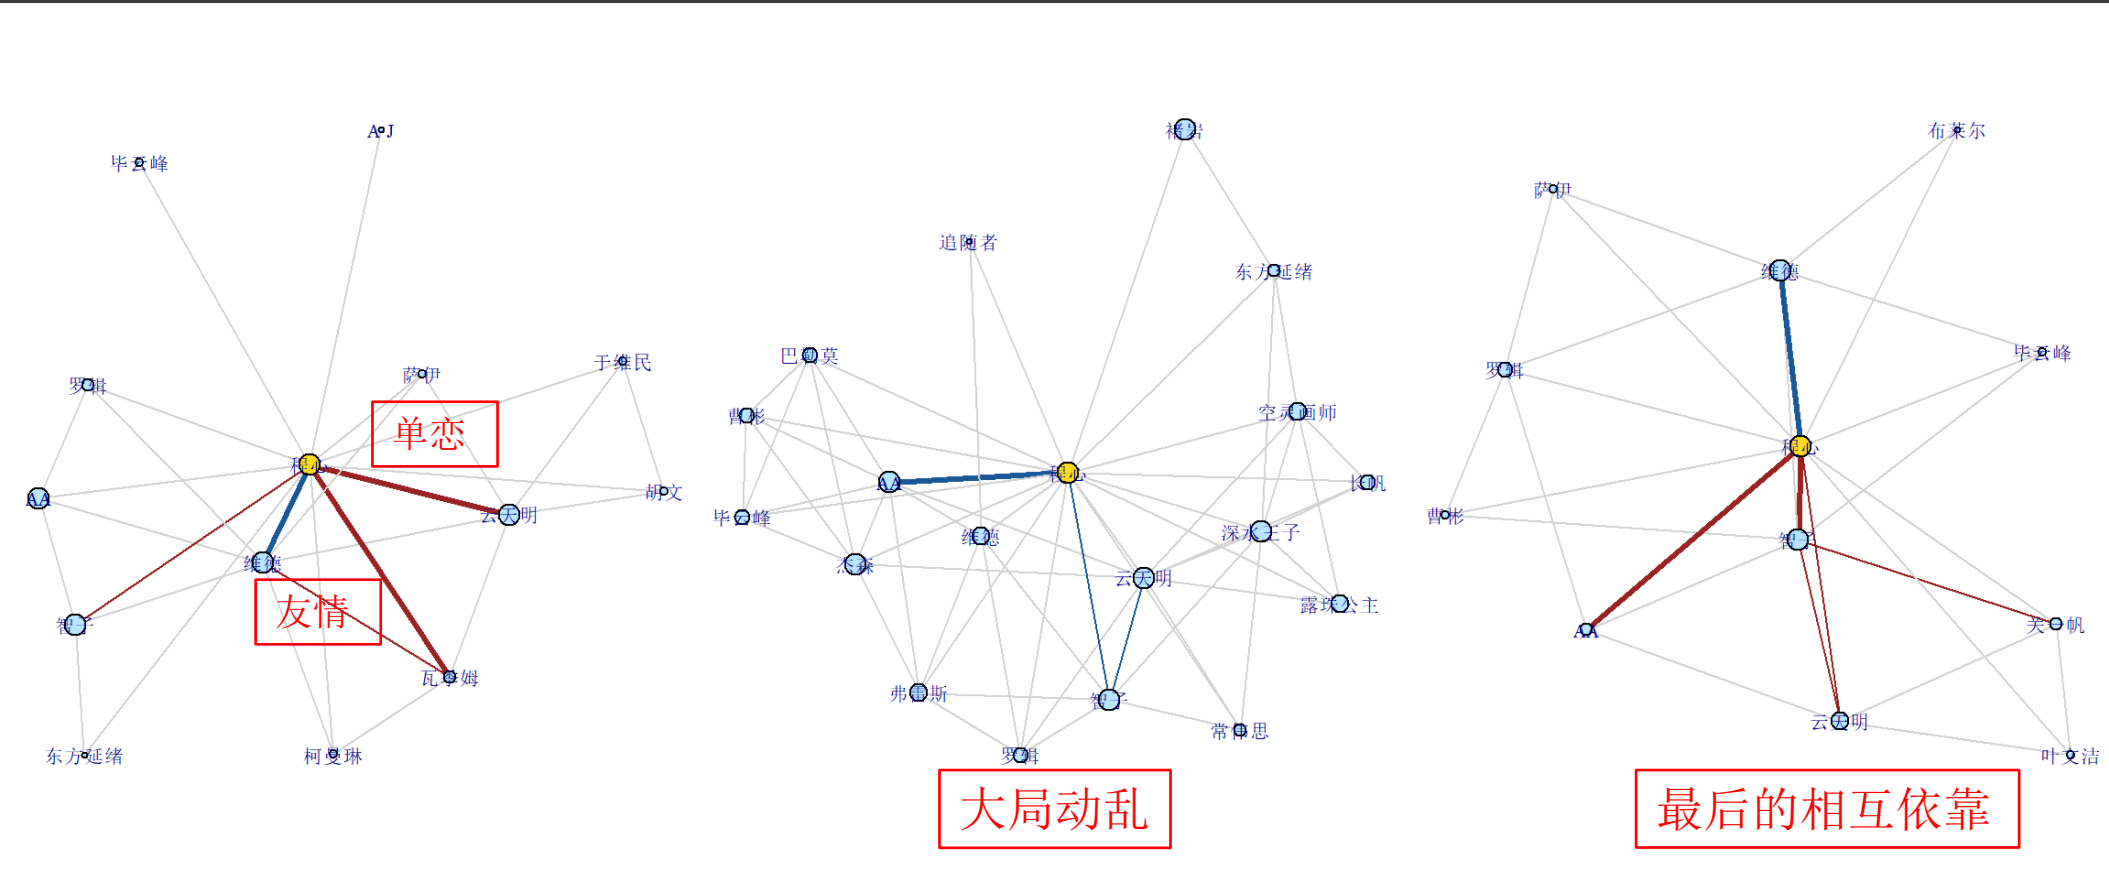 A J
毕云峰
罗辑
萨伊
于维民
单恋
程心
AA
胡文
云天明
维德
友情
智子
瓦季姆
东方延绪
柯曼琳
褚岩
追随者
东方延绪
巴勒莫
曹彬
空灵画师
程心
AA
长帆
毕云峰
维德
深水王子
杰森
云天明
露珠公主
弗雷斯
智子
常伟思
罗辑
大局动乱
布莱尔
萨伊
维德
毕云峰
罗辑
程心
曹彬
智子
AA
关一帆
云天明
叶文洁
最后的相互依靠